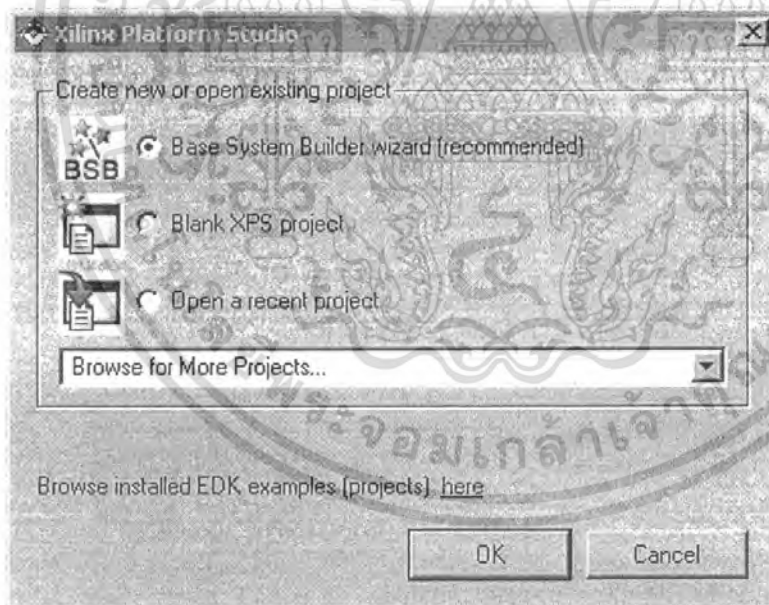 Xilinx Platform Studio
Create new or open existing project
BSB
Base System Builder wizard (recommended)
Blank XPS project
Open a recent project
Browse for More Projects...
Browse installed EDK examples (projects) here
OK
Cancel